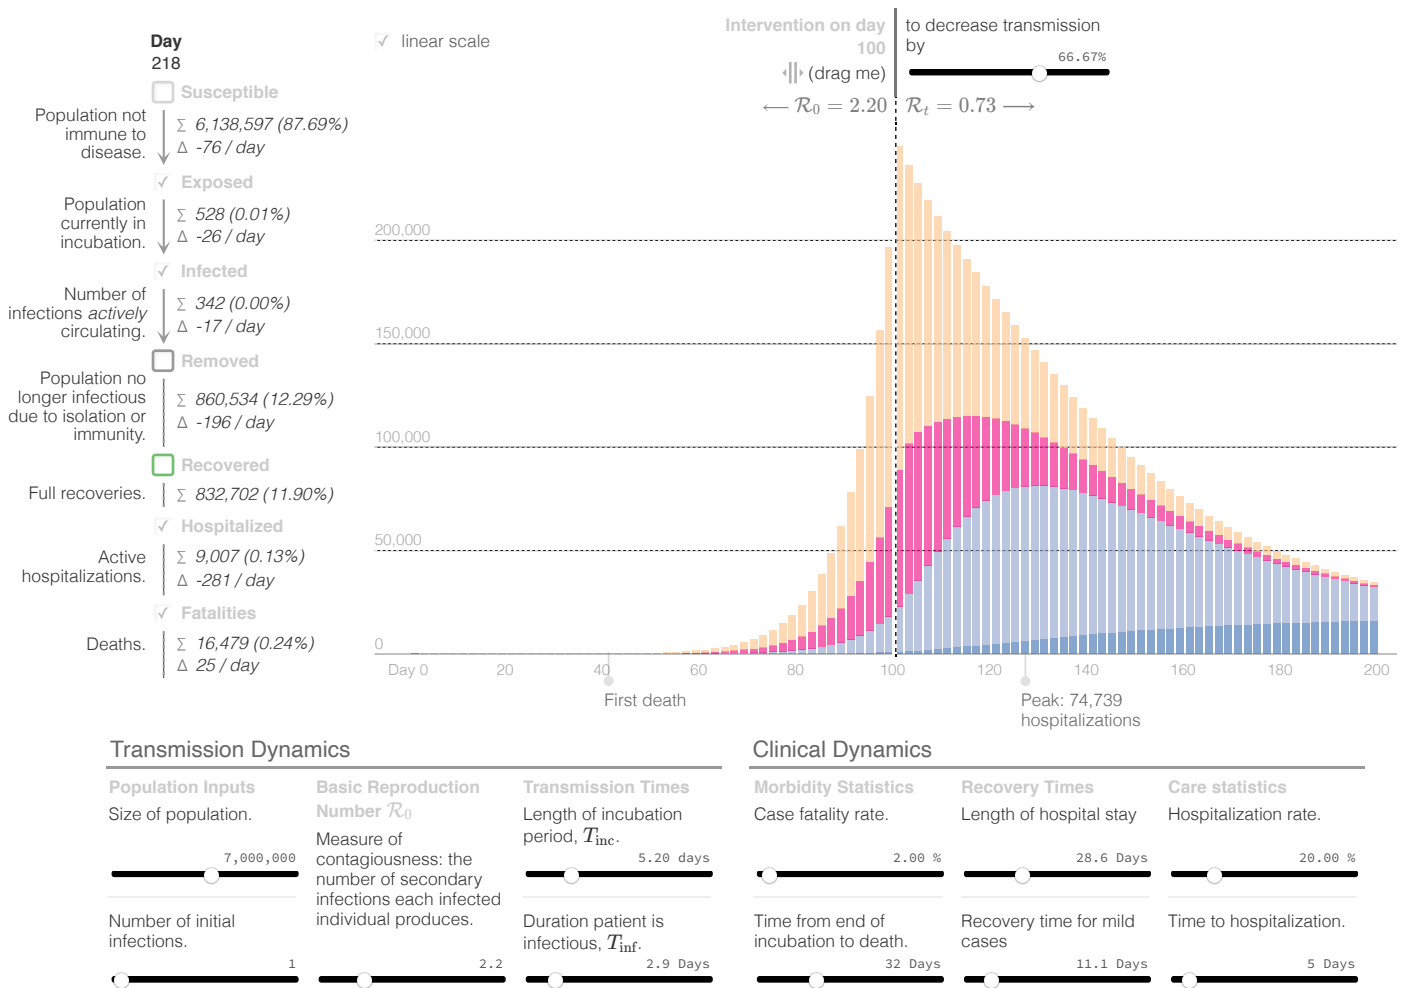 Day
218
linear scale
Intervention on day
100
(drag me)
to decrease transmission
by
66.67%
← R₀ = 2.20
Rₜ = 0.73 →
Susceptible
Population not
immune to
disease.
∑ 6,138,597 (87.69%)
Δ -76 / day
Exposed
Population
currently in
incubation.
∑ 528 (0.01%)
Δ -26 / day
Infected
Number of
infections actively
circulating.
∑ 342 (0.00%)
Δ -17 / day
Removed
Population no
longer infectious
due to isolation or
immunity.
∑ 860,534 (12.29%)
Δ -196 / day
Recovered
Full recoveries.
∑ 832,702 (11.90%)
Hospitalized
Active
hospitalizations.
∑ 9,007 (0.13%)
Δ -281 / day
Fatalities
Deaths.
∑ 16,479 (0.24%)
Δ 25 / day
200,000
150,000
100,000
50,000
0
Day 0 20 40 60 80 100 120 140 160 180 200
First death
Peak: 74,739
hospitalizations
Transmission Dynamics
Population Inputs
Size of population.
7,000,000
Number of initial
infections.
1
Basic Reproduction
Number R₀
Measure of
contagiousness: the
number of secondary
infections each infected
individual produces.
2.2
Transmission Times
Length of incubation
period, Tinc.
5.20 days
Duration patient is
infectious, Tinf.
2.9 Days
Clinical Dynamics
Morbidity Statistics
Case fatality rate.
2.00 %
Time from end of
incubation to death.
32 Days
Recovery Times
Length of hospital stay
28.6 Days
Recovery time for mild
cases
11.1 Days
Care statistics
Hospitalization rate.
20.00 %
Time to hospitalization.
5 Days